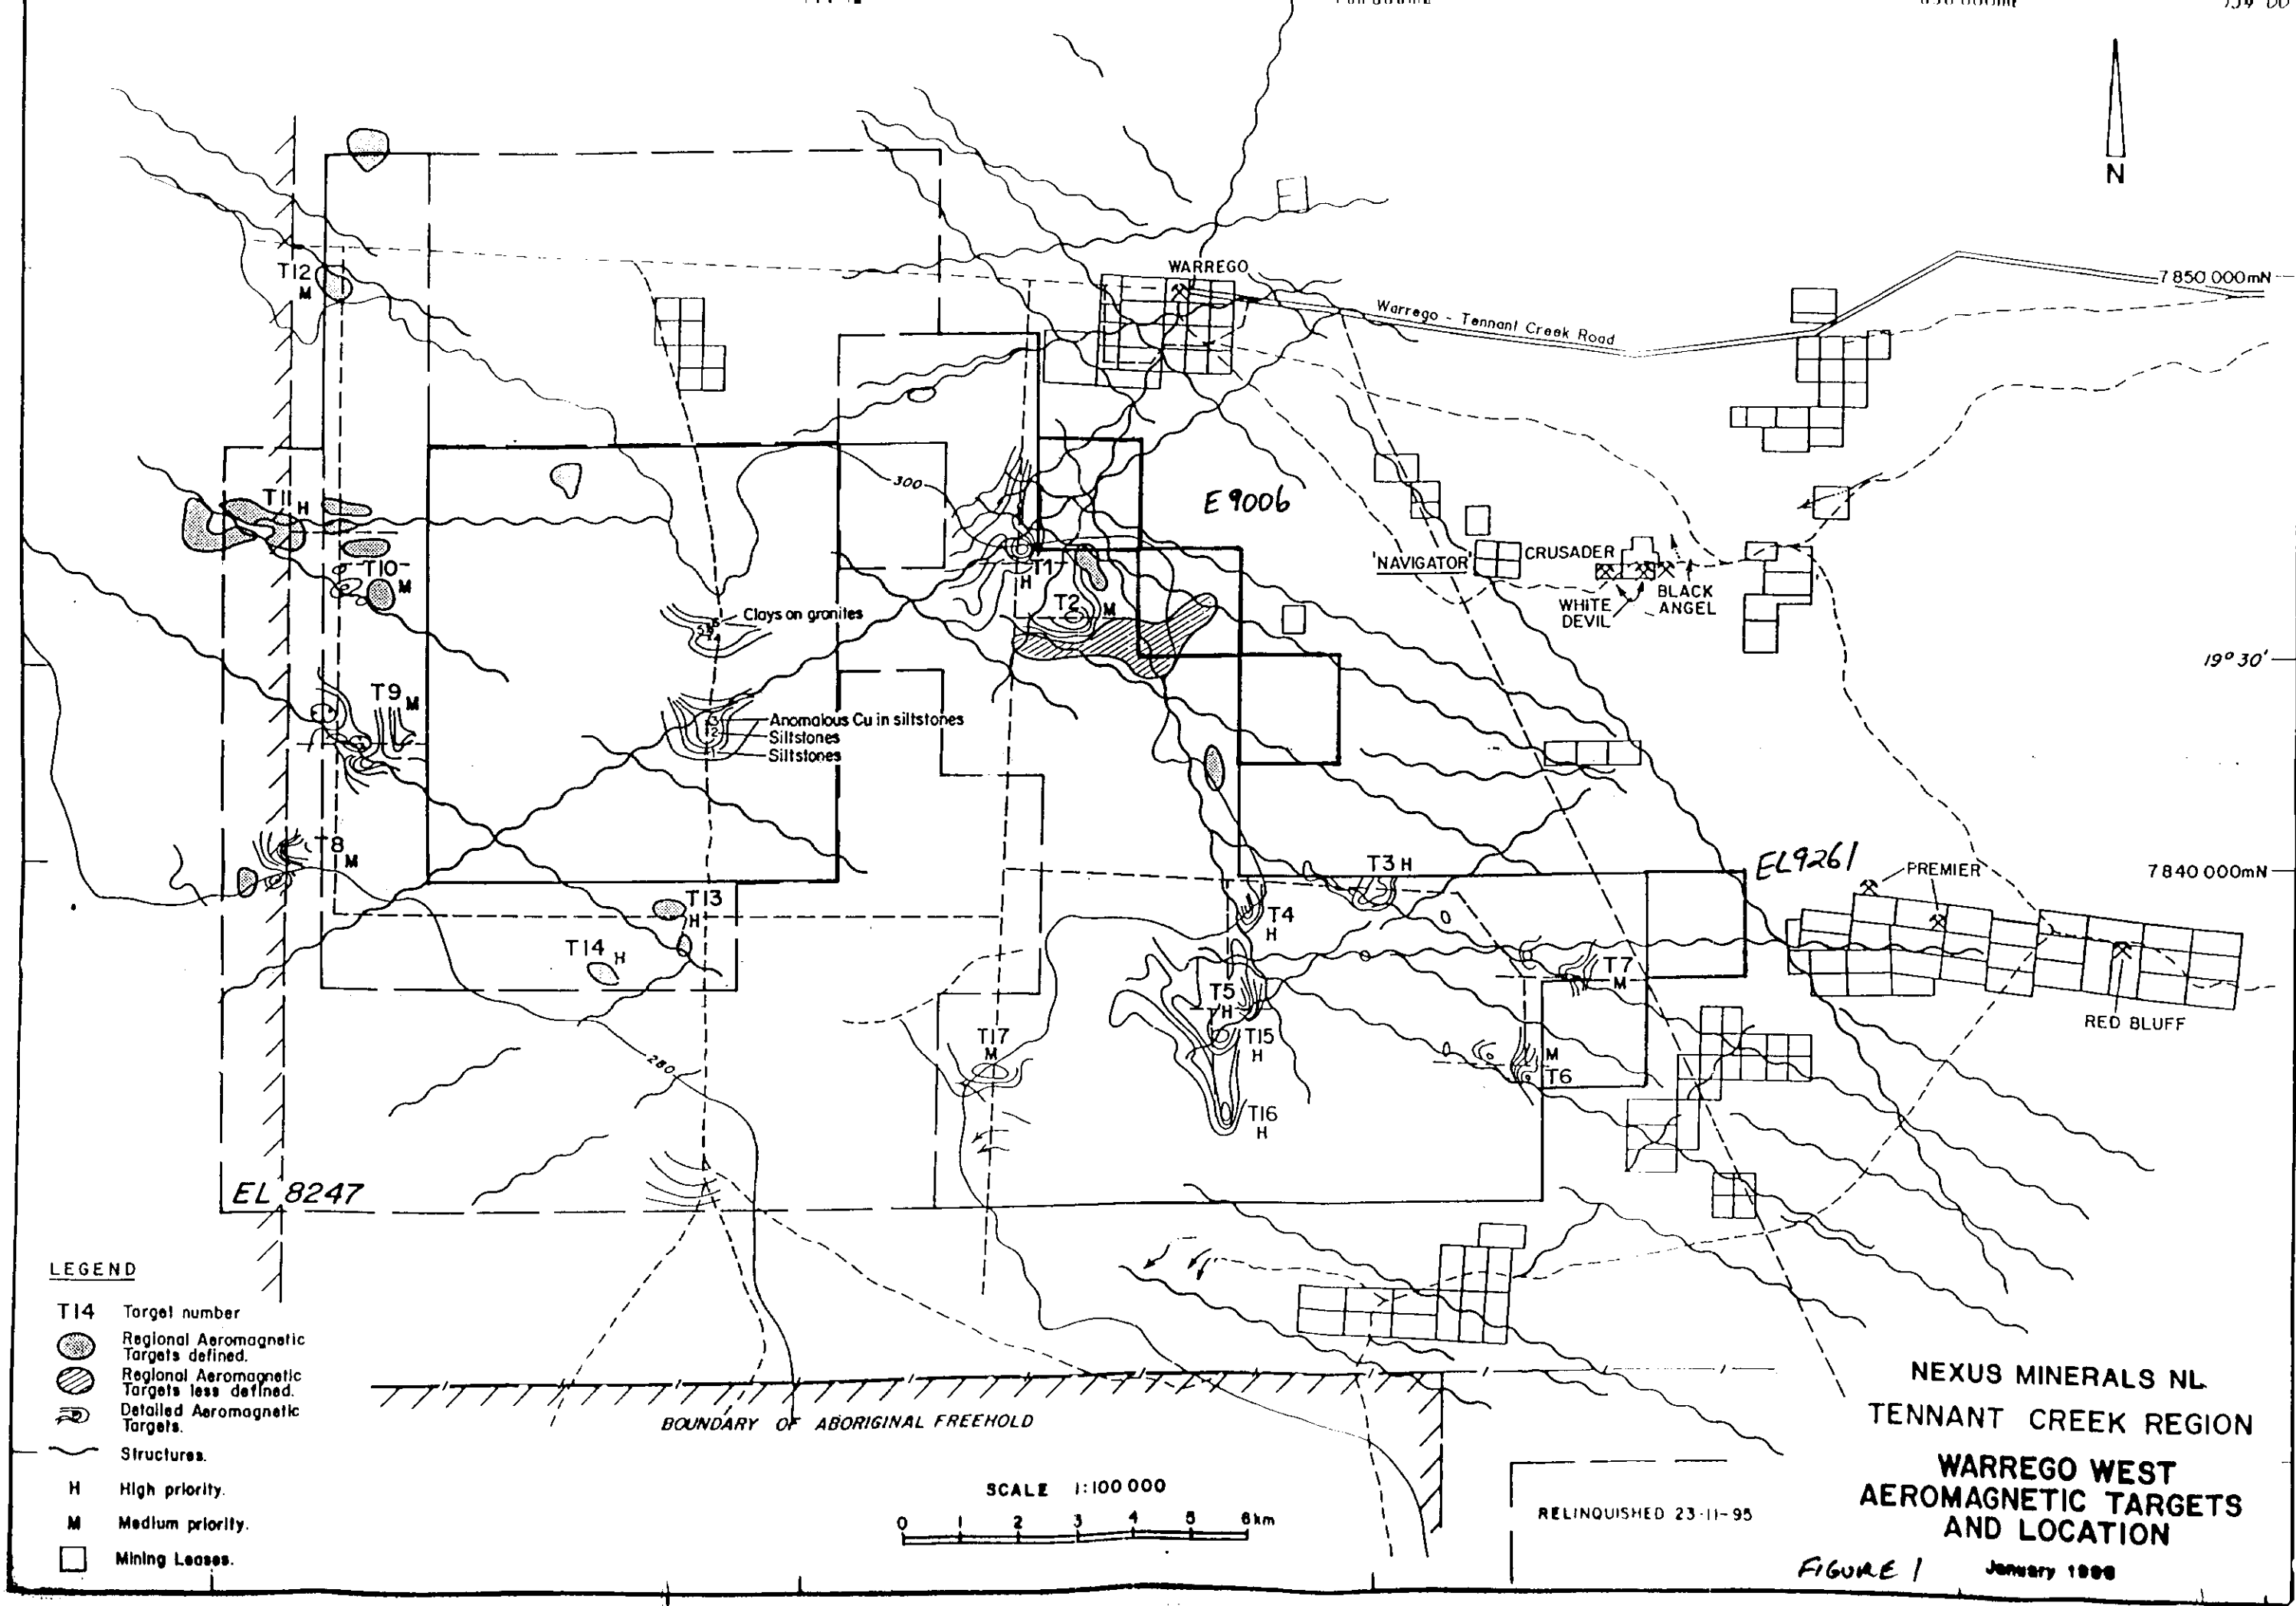 T12
M
WARREGO
Warrego - Tennant Creek Road
7850 000mN
N
300
T11
H
E 9006
T10
M
T1
H
T2
M
'NAVIGATOR'
CRUSADER
WHITE
DEVIL
BLACK
ANGEL
Clays on granites
19° 30'
T9
M
Anomalous Cu in siltstones
Siltstones
Siltstones
T8
M
T3 H
EL9261
PREMIER
7840 000mN
T13
H
T4
H
T14 H
T7
M
T5
H
RED BLUFF
T17
M
T15
H
280
M
T6
T16
H
EL 8247
LEGEND
T14 Target number
Regional Aeromagnetic
Targets defined.
Regional Aeromagnetic
Targets less defined.
Detailed Aeromagnetic
Targets.
Structures.
H High priority.
M Medium priority.
Mining Leases.
BOUNDARY OF ABORIGINAL FREEHOLD
SCALE 1:100 000
0 1 2 3 4 5 6km
RELINQUISHED 23-11-95
NEXUS MINERALS NL
TENNANT CREEK REGION
WARREGO WEST
AEROMAGNETIC TARGETS
AND LOCATION
FIGURE 1
January